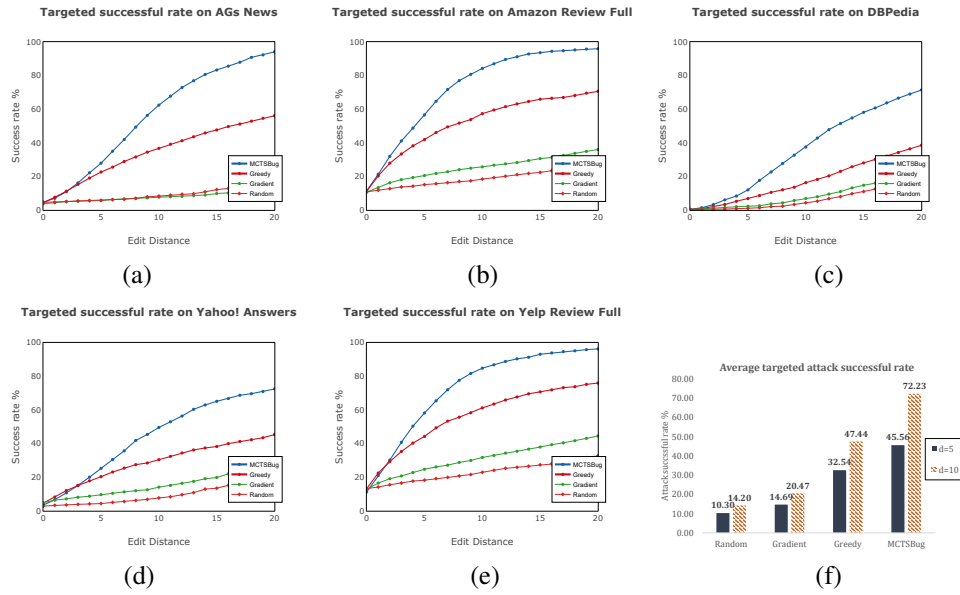 Targeted successful rate on AGs News
Success rate %
100
80
60
40
20
0
0 5 10 15 20
Edit Distance
MCTSBug
Greedy
Gradient
Random
(a)
Targeted successful rate on Amazon Review Full
Success rate %
100
80
60
40
20
0
0 5 10 15 20
Edit Distance
MCTSBug
Greedy
Gradient
Random
(b)
Targeted successful rate on DBPedia
Success rate %
100
80
60
40
20
0
0 5 10 15 20
Edit Distance
MCTSBug
Greedy
Gradient
Random
(c)
Targeted successful rate on Yahoo! Answers
Success rate %
100
80
60
40
20
0
0 5 10 15 20
Edit Distance
MCTSBug
Greedy
Gradient
Random
(d)
Targeted successful rate on Yelp Review Full
Success rate %
100
80
60
40
20
0
0 5 10 15 20
Edit Distance
MCTSBug
Greedy
Gradient
Random
(e)
Average targeted attack successful rate
Attack successful rate %
80.00
70.00
60.00
50.00
40.00
30.00
20.00
10.00
0.00
10.30 14.20
14.69 20.47
32.54 47.44
45.56 72.23
Random Gradient Greedy MCTSBug
d=5
d=10
(f)